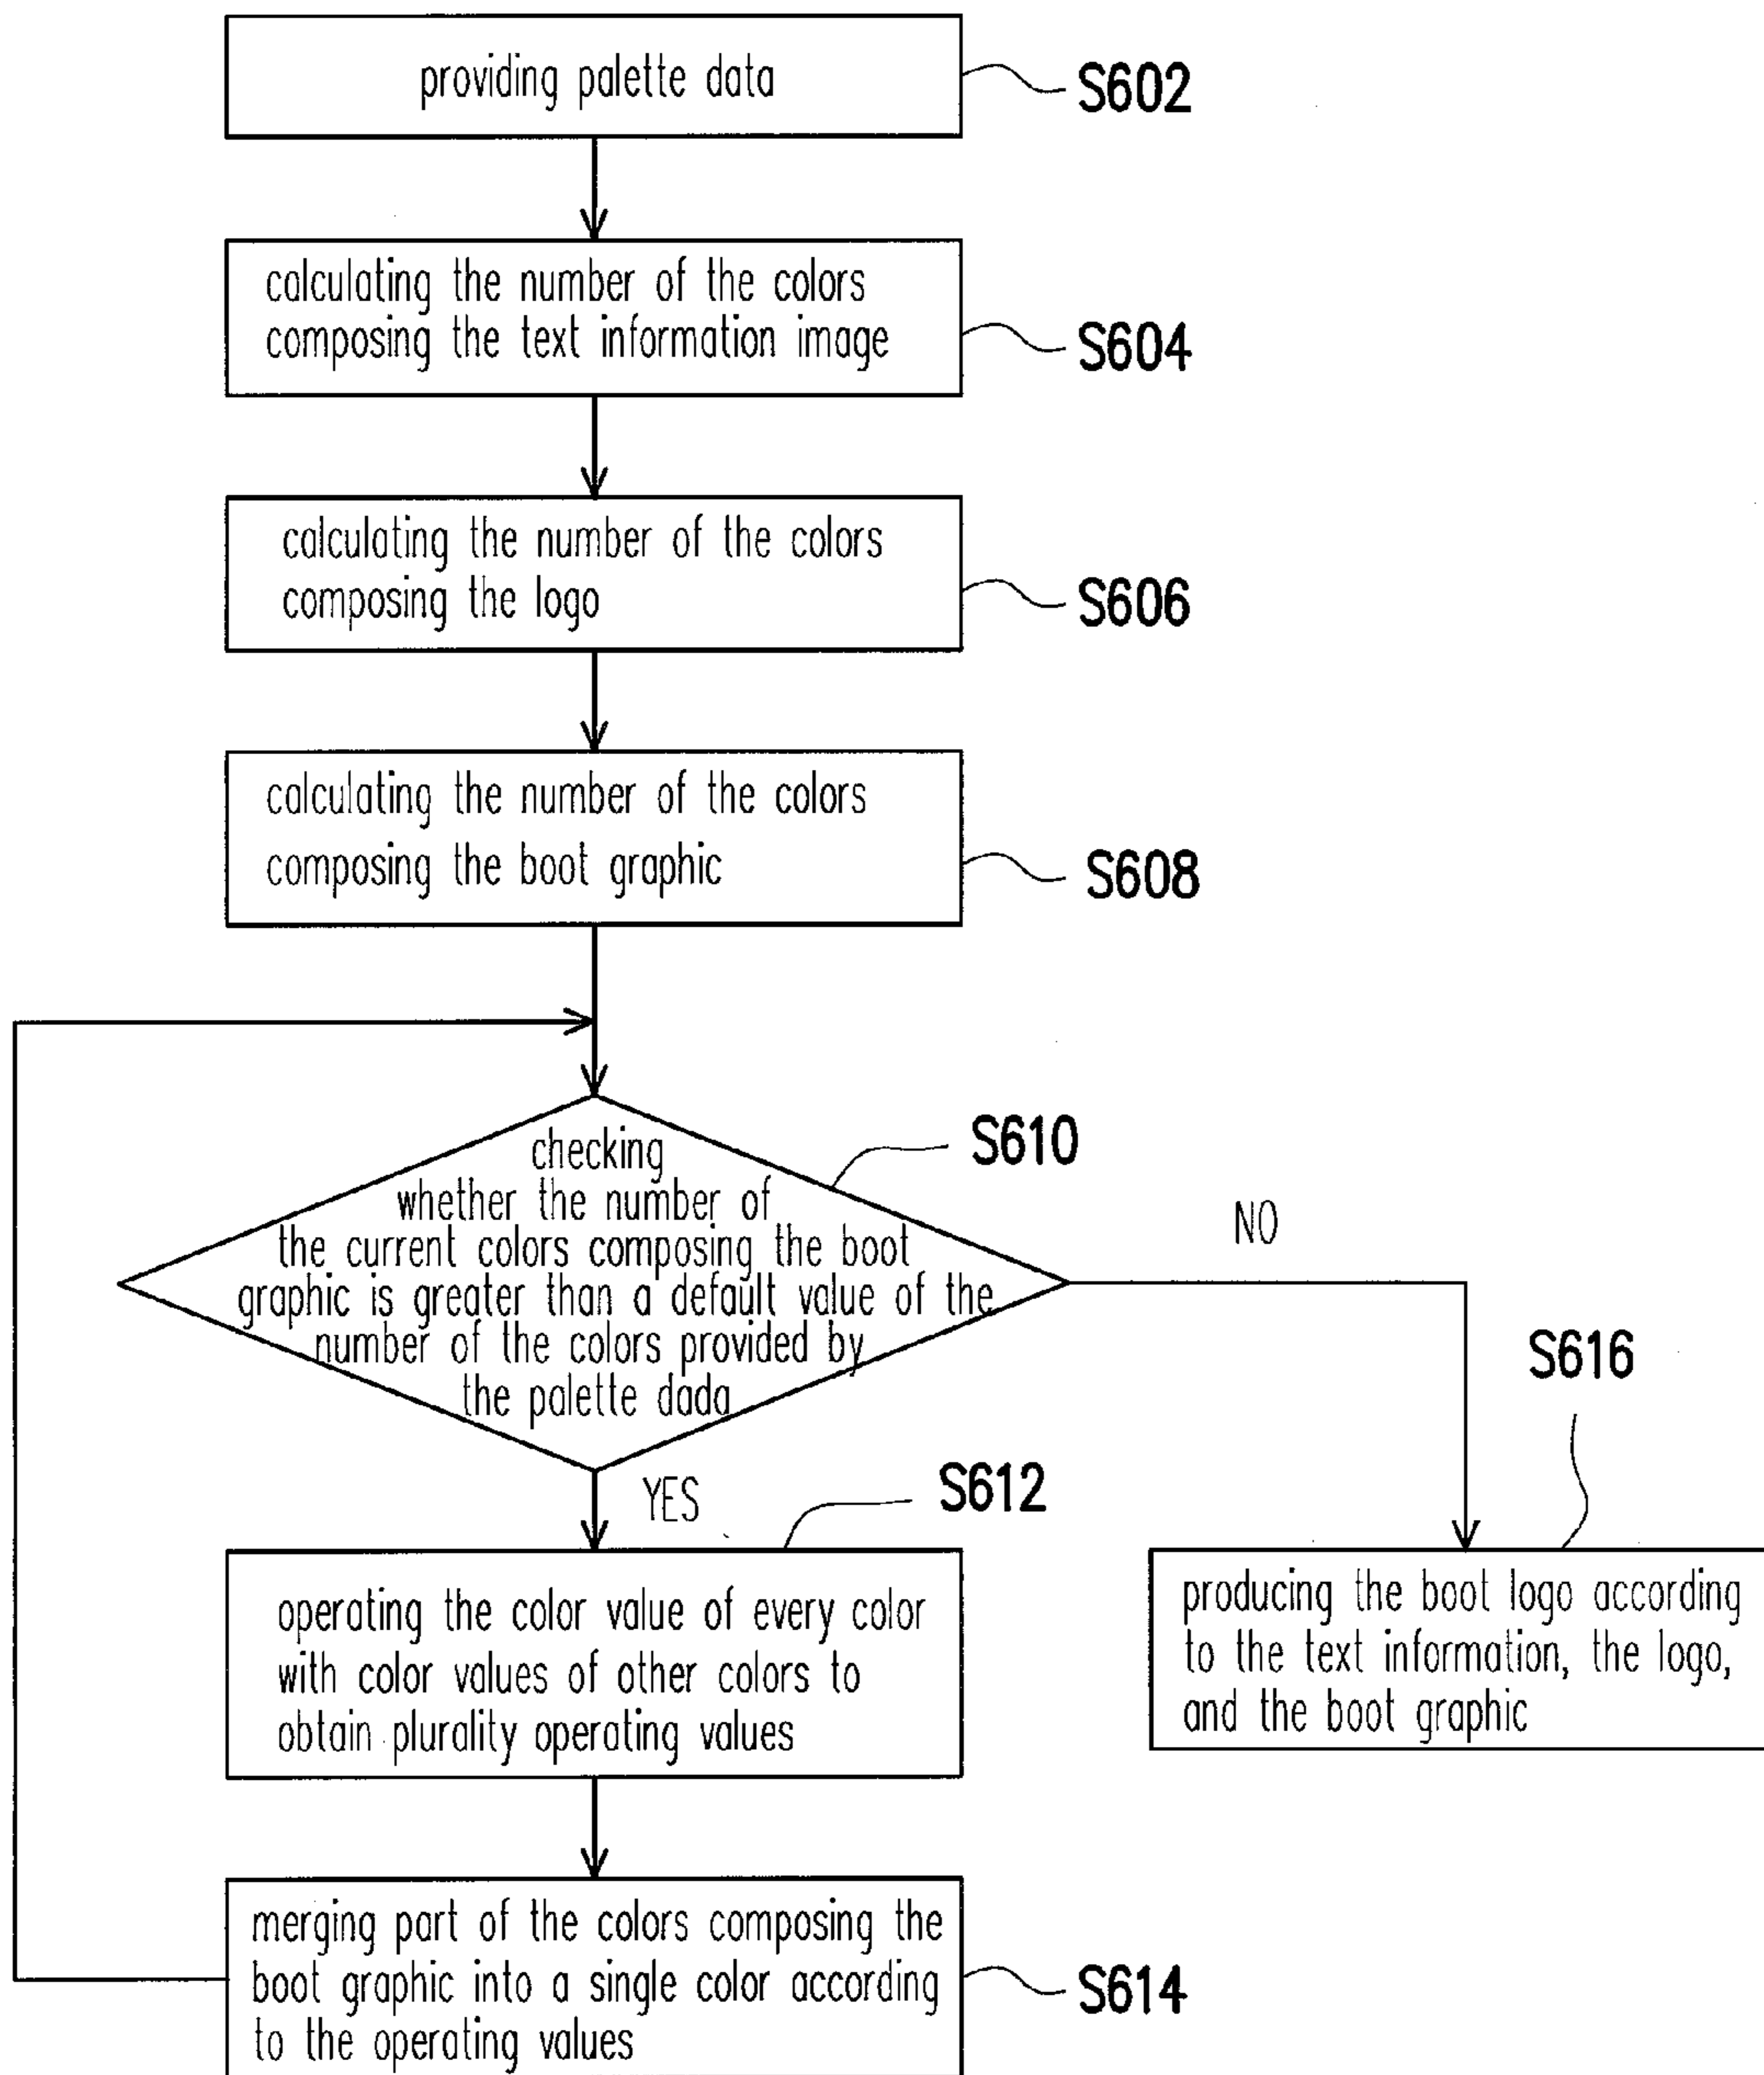 providing palette data
S602
calculating the number of the colors
composing the text information image
S604
calculating the number of the colors
composing the logo
S606
calculating the number of the colors
composing the boot graphic
S608
checking
whether the number of
the current colors composing the boot
graphic is greater than a default value of the
number of the colors provided by
the palette dada
S610
NO
YES
S612
operating the color value of every color
with color values of other colors to
obtain plurality operating values
S616
producing the boot logo according
to the text information, the logo,
and the boot graphic
merging part of the colors composing the
boot graphic into a single color according
to the operating values
S614